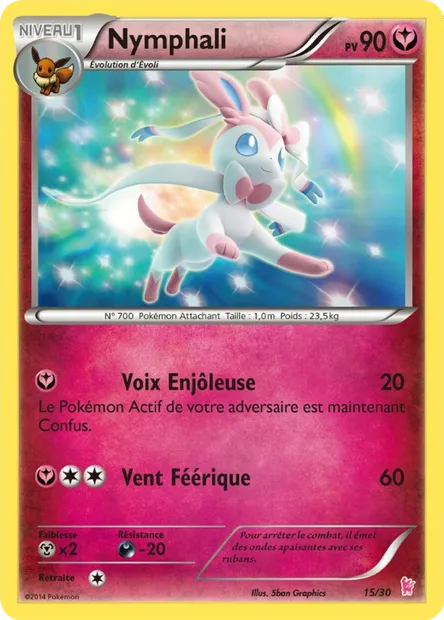 NIVEAU 1
Nymphali
PV 90
Évolution d'Évoli
N° 700 Pokémon Attachant Taille : 1,0m Poids : 23,5kg
Voix Enjôleuse 20
Le Pokémon Actif de votre adversaire est maintenant
Confus.
Vent Féérique 60
Faiblesse
×2
Résistance
-20
Retraite
Pour arrêter le combat, il émet
des ondes apaisantes avec ses
rubans.
Illus. 5ban Graphics
15/30
©2014 Pokémon